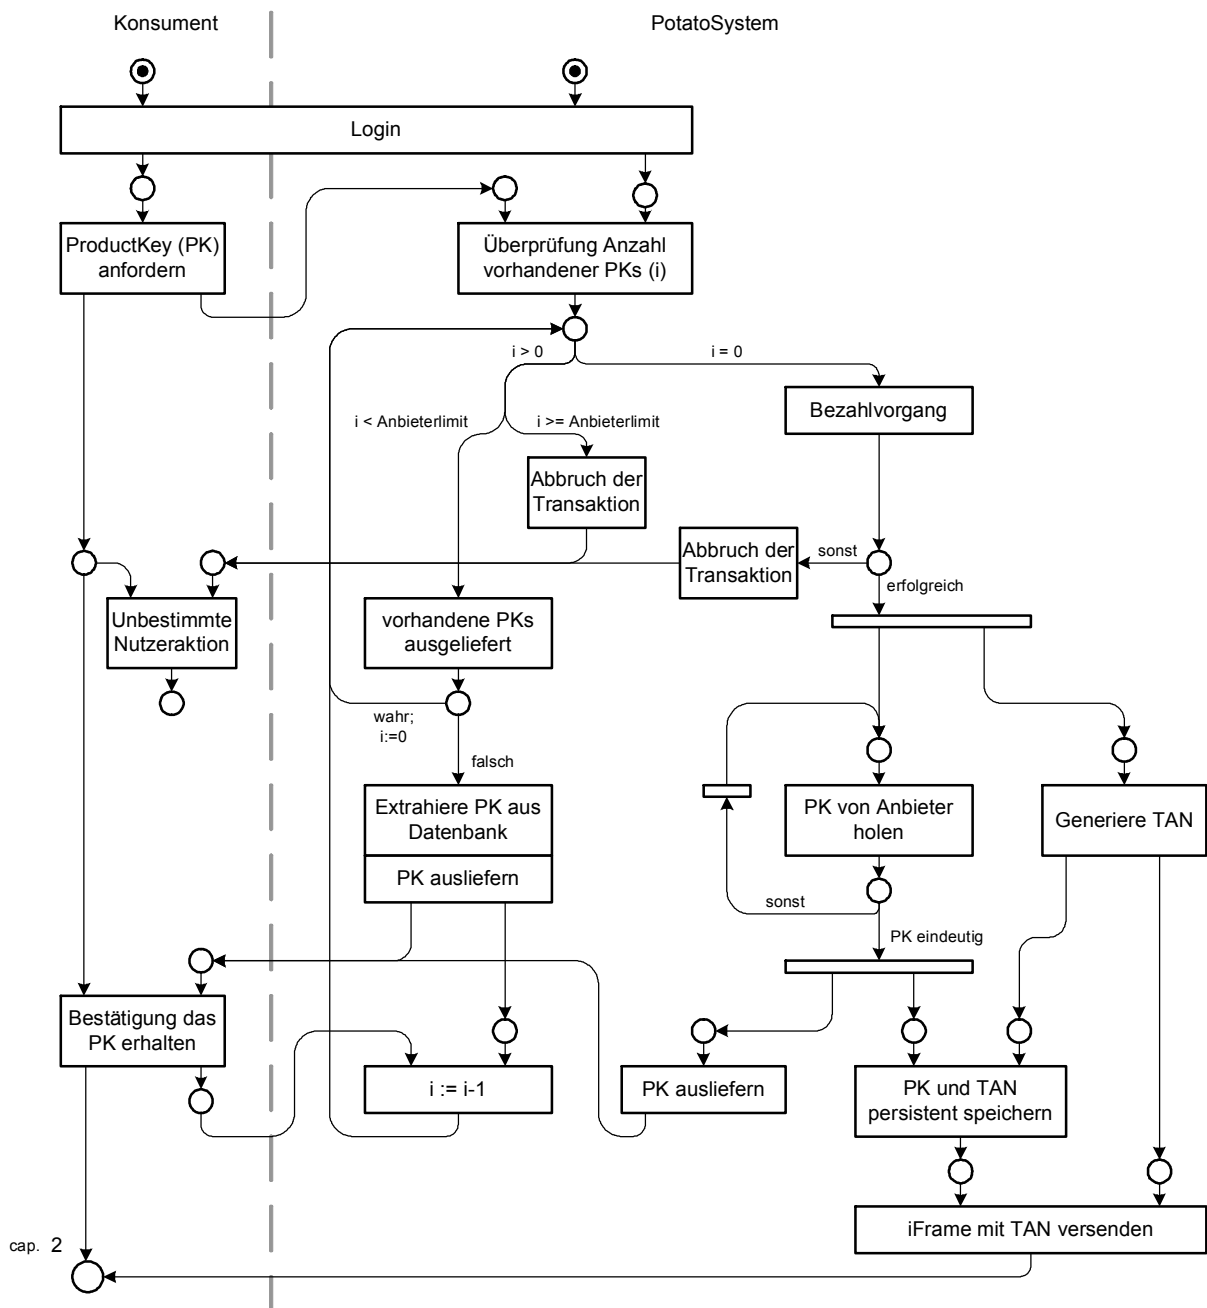 Konsument
PotatoSystem
Login
ProductKey (PK)
anfordern
Überprüfung Anzahl
vorhandener PKs (i)
i > 0
i = 0
Bezahlvorgang
i < Anbieterlimit
i >= Anbieterlimit
Abbruch der
Transaktion
Abbruch der
Transaktion
sonst
erfolgreich
Unbestimmte
Nutzeraktion
vorhandene PKs
ausgeliefert
wahr;
i:=0
falsch
Extrahiere PK aus
Datenbank
PK ausliefern
PK von Anbieter
holen
Generiere TAN
sonst
PK eindeutig
Bestätigung das
PK erhalten
i := i-1
PK ausliefern
PK und TAN
persistent speichern
iFrame mit TAN versenden
cap. 2